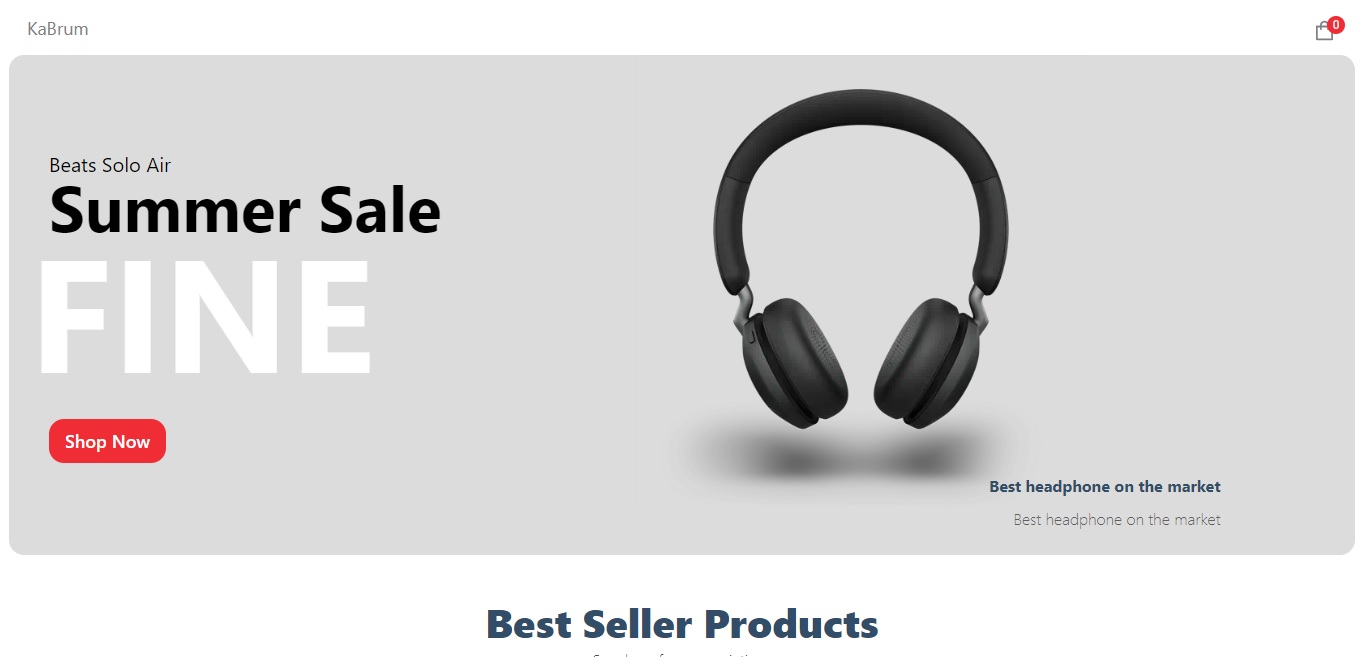 KaBrum
0
Beats Solo Air
Summer Sale
FINE
Shop Now
Best headphone on the market
Best headphone on the market
Best Seller Products